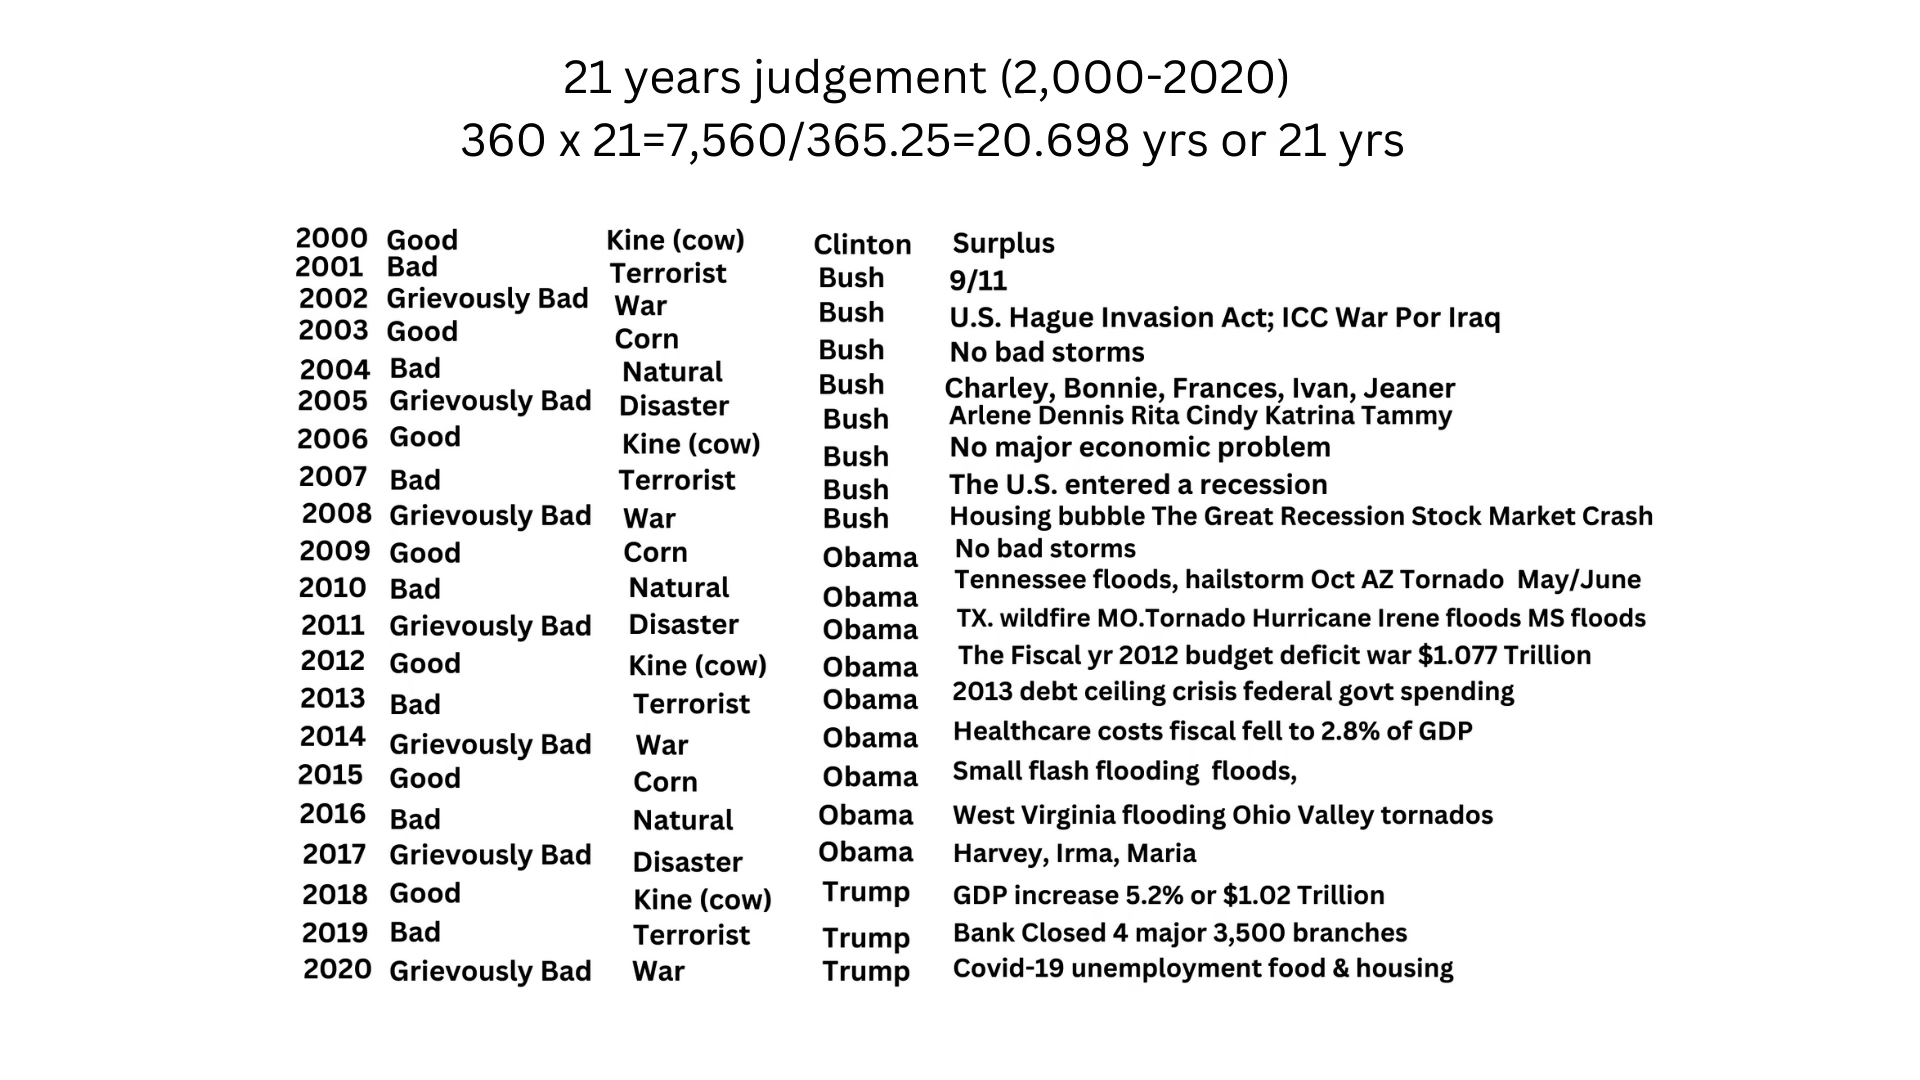 21 years judgement (2,000-2020)
360 x 21=7,560/365.25=20.698 yrs or 21 yrs
2000 Good Kine (cow) Clinton Surplus
2001 Bad Terrorist Bush 9/11
2002 Grievously Bad War Bush U.S. Hague Invasion Act; ICC War Por Iraq
2003 Good Corn Bush No bad storms
2004 Bad Natural Bush Charley, Bonnie, Frances, Ivan, Jeaner
2005 Grievously Bad Disaster Bush Arlene Dennis Rita Cindy Katrina Tammy
2006 Good Kine (cow) Bush No major economic problem
2007 Bad Terrorist Bush The U.S. entered a recession
2008 Grievously Bad War Bush Housing bubble The Great Recession Stock Market Crash
2009 Good Corn Obama No bad storms
2010 Bad Natural Obama Tennessee floods, hailstorm Oct AZ Tornado May/June
2011 Grievously Bad Disaster Obama TX. wildfire MO.Tornado Hurricane Irene floods MS floods
2012 Good Kine (cow) Obama The Fiscal yr 2012 budget deficit war $1.077 Trillion
2013 Bad Terrorist Obama 2013 debt ceiling crisis federal govt spending
2014 Grievously Bad War Obama Healthcare costs fiscal fell to 2.8% of GDP
2015 Good Corn Obama Small flash flooding floods,
2016 Bad Natural Obama West Virginia flooding Ohio Valley tornados
2017 Grievously Bad Disaster Obama Harvey, Irma, Maria
2018 Good Kine (cow) Trump GDP increase 5.2% or $1.02 Trillion
2019 Bad Terrorist Trump Bank Closed 4 major 3,500 branches
2020 Grievously Bad War Trump Covid-19 unemployment food & housing